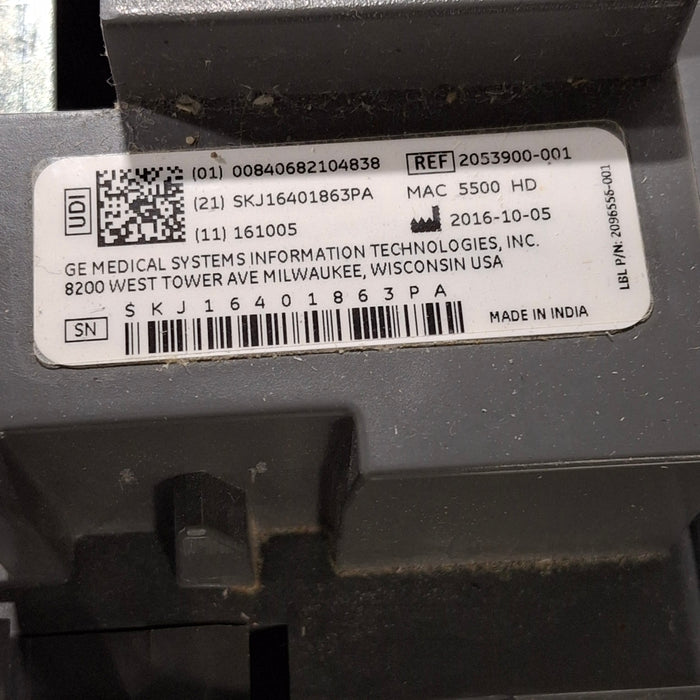 UDI
(01) 00840682104838
(21) SKJ16401863PA
(11) 161005
REF 2053900-001
MAC 5500 HD
2016-10-05
GE MEDICAL SYSTEMS INFORMATION TECHNOLOGIES, INC.
8200 WEST TOWER AVE MILWAUKEE, WISCONSIN USA
SN
SKJ16401863PA
MADE IN INDIA
LBL P/N: 2096556-001